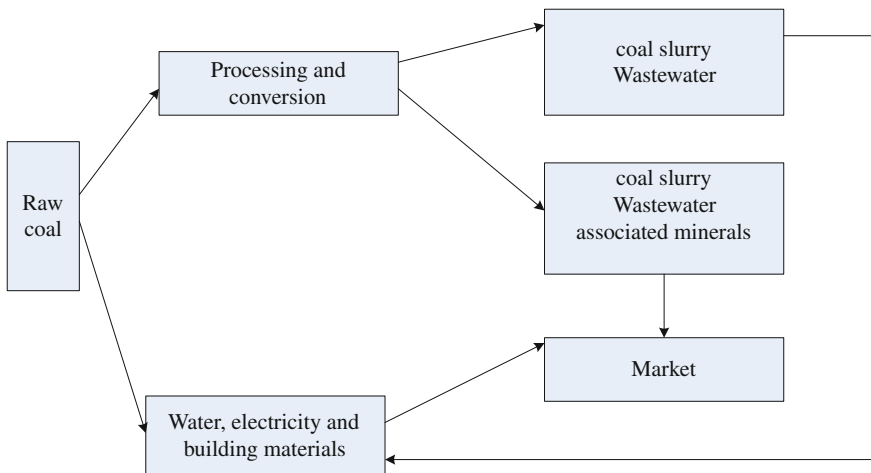 Raw
coal
Processing and
conversion
coal slurry
Wastewater
coal slurry
Wastewater
associated minerals
Market
Water, electricity and
building materials